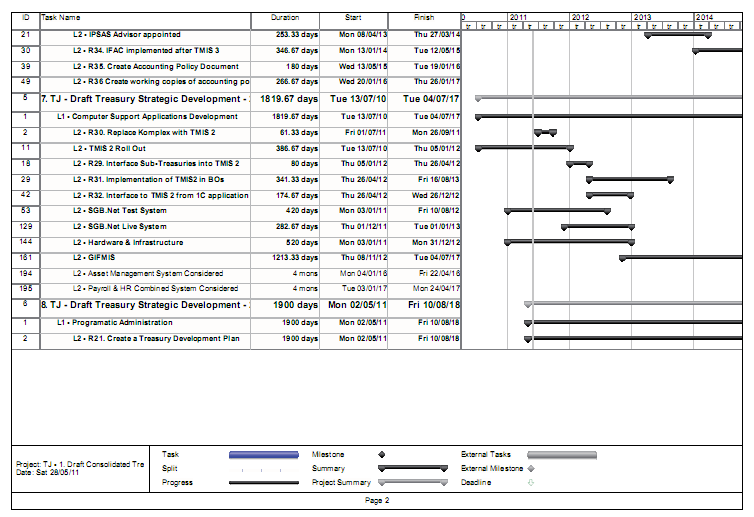 ID Task Name Duration Start Finish 0 2011 2012 2013 2014
21 L2 - IPSAS Advisor appointed 253.33 days Mon 08/04/13 Thu 27/03/14
30 L2 - R34. IFAC implemented after TMIS 3 346.67 days Mon 13/01/14 Tue 12/05/15
39 L2 - R35. Create Accounting Policy Document 180 days Wed 13/05/15 Tue 19/01/16
49 L2 - R36 Create working copies of accounting po 266.67 days Wed 20/01/16 Thu 26/01/17
5 7. TJ - Draft Treasury Strategic Development - 1819.67 days Tue 13/07/10 Tue 04/07/17
1 L1 - Computer Support Applications Development 1819.67 days Tue 13/07/10 Tue 04/07/17
2 L2 - R30. Replace Komplex with TMIS 2 61.33 days Fri 01/07/11 Mon 26/09/11
11 L2 - TMIS 2 Roll Out 386.67 days Tue 13/07/10 Thu 05/01/12
18 L2 - R29. Interface Sub-Treasuries into TMIS 2 80 days Thu 05/01/12 Thu 26/04/12
29 L2 - R31. Implementation of TMIS2 in BOs 341.33 days Thu 26/04/12 Fri 16/08/13
42 L2 - R32. Interface to TMIS 2 from 1C application 174.67 days Thu 26/04/12 Wed 26/12/12
53 L2 - SGB.Net Test System 420 days Mon 03/01/11 Fri 10/08/12
129 L2 - SGB.Net Live System 282.67 days Thu 01/12/11 Tue 01/01/13
144 L2 - Hardware & Infrastructure 520 days Mon 03/01/11 Mon 31/12/12
161 L2 - GIFMIS 1213.33 days Thu 08/11/12 Tue 04/07/17
194 L2 - Asset Management System Considered 4 mons Mon 04/01/16 Fri 22/04/16
195 L2 - Payroll & HR Combined System Considered 4 mons Tue 03/01/17 Mon 24/04/17
6 8. TJ - Draft Treasury Strategic Development - 1900 days Mon 02/05/11 Fri 10/08/18
1 L1 - Programatic Administration 1900 days Mon 02/05/11 Fri 10/08/18
2 L2 - R21. Create a Treasury Development Plan 1900 days Mon 02/05/11 Fri 10/08/18
Project: TJ - 1. Draft Consolidated Tre
Date: Sat 28/05/11
Task Milestone External Tasks
Split Summary External Milestone
Progress Project Summary Deadline
Page 2